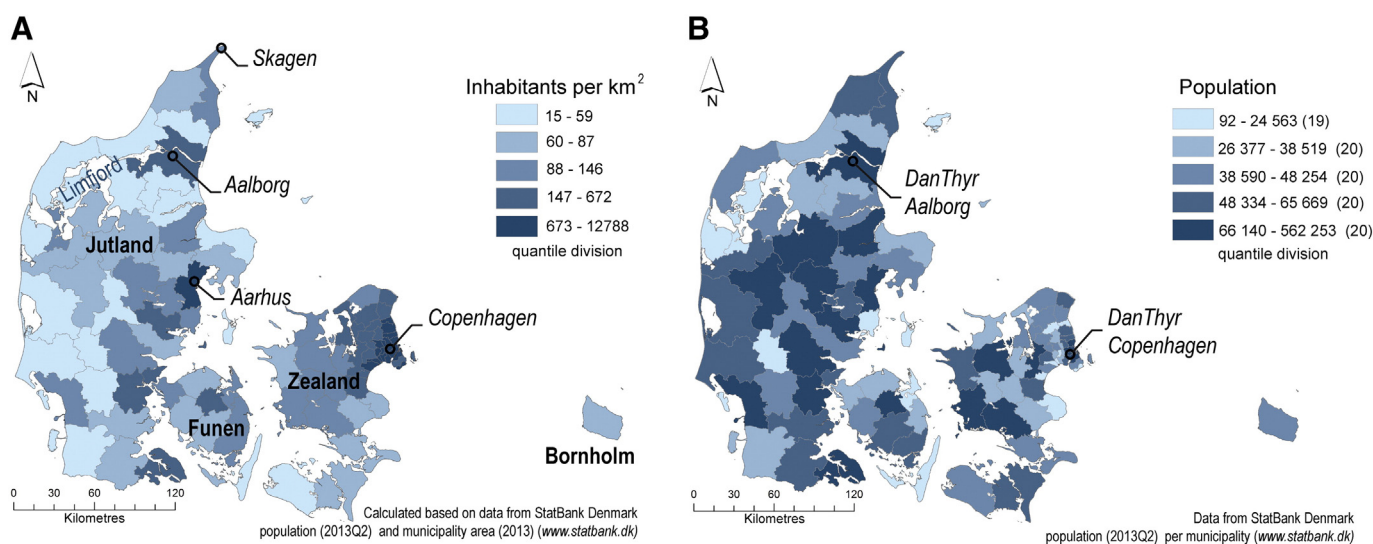 A
N
Skagen
Limfjord
Aalborg
Jutland
Aarhus
Copenhagen
Zealand
Funen
Bornholm
Inhabitants per km²
15 - 59
60 - 87
88 - 146
147 - 672
673 - 12788
quantile division
0 30 60 120
Kilometres
Calculated based on data from StatBank Denmark
population (2013Q2) and municipality area (2013) (www.statbank.dk)
B
N
DanThyr
Aalborg
DanThyr
Copenhagen
Population
92 - 24 563 (19)
26 377 - 38 519 (20)
38 590 - 48 254 (20)
48 334 - 65 669 (20)
66 140 - 562 253 (20)
quantile division
0 30 60 120
Kilometres
Data from StatBank Denmark
population (2013Q2) per municipality (www.statbank.dk)